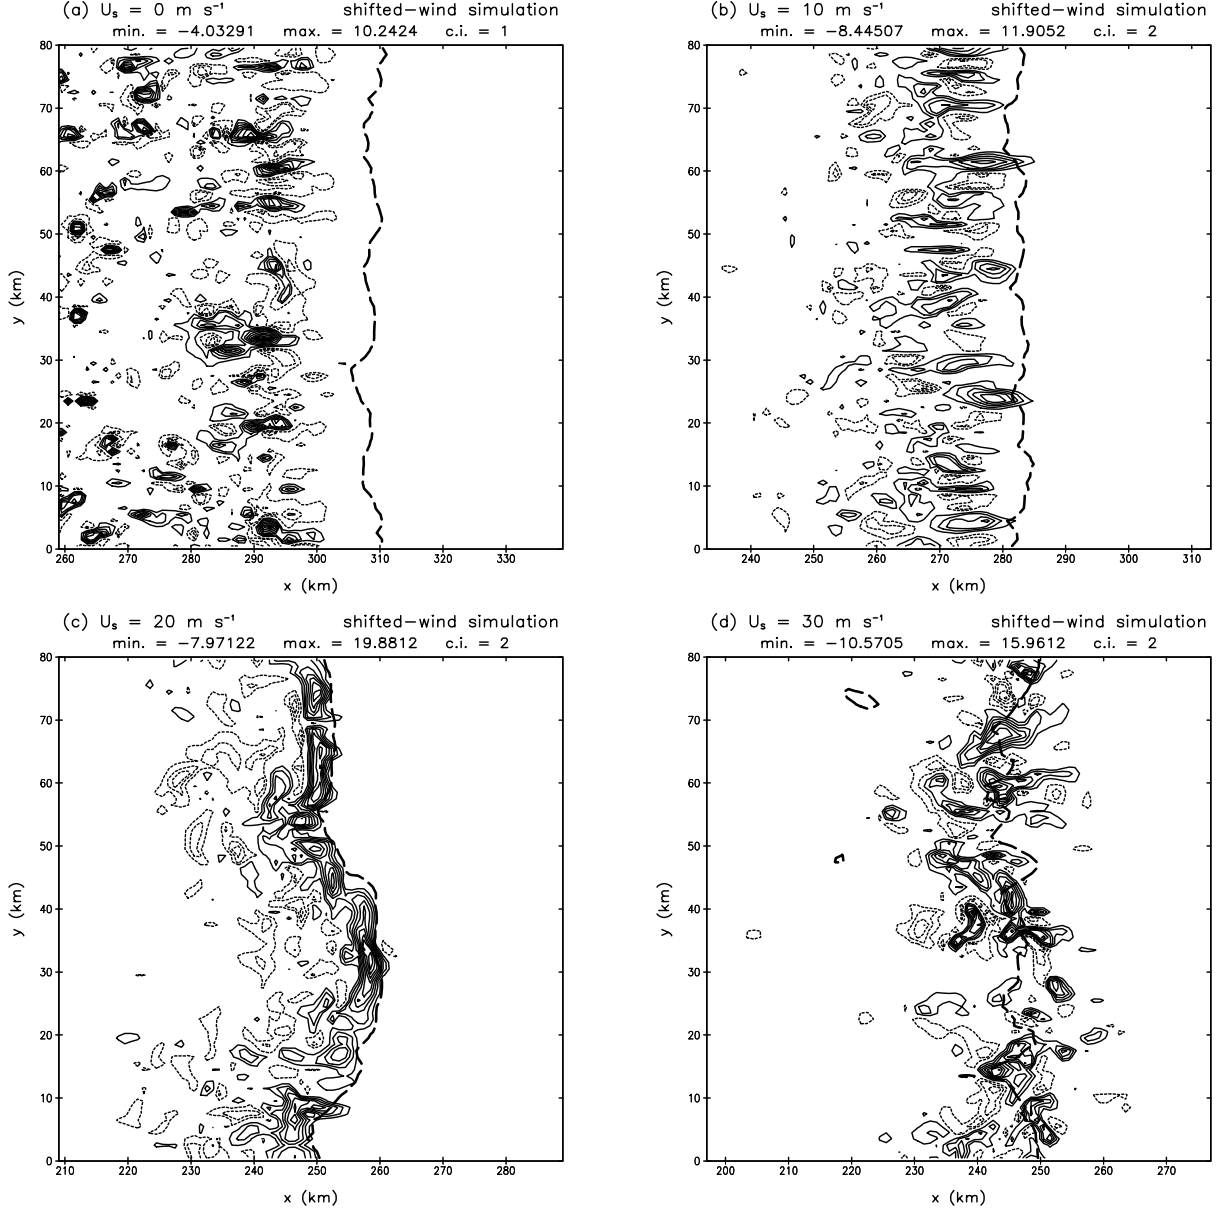 (a) Uₛ = 0 m s⁻¹ shifted−wind simulation
min. = −4.03291 max. = 10.2424 c.i. = 1
80
70
60
50
40
30
20
10
0
y (km)
260 270 280 290 300 310 320 330
x (km)
(b) Uₛ = 10 m s⁻¹ shifted−wind simulation
min. = −8.44507 max. = 11.9052 c.i. = 2
80
70
60
50
40
30
20
10
0
y (km)
240 250 260 270 280 290 300 310
x (km)
(c) Uₛ = 20 m s⁻¹ shifted−wind simulation
min. = −7.97122 max. = 19.8812 c.i. = 2
80
70
60
50
40
30
20
10
0
y (km)
210 220 230 240 250 260 270 280
x (km)
(d) Uₛ = 30 m s⁻¹ shifted−wind simulation
min. = −10.5705 max. = 15.9612 c.i. = 2
80
70
60
50
40
30
20
10
0
y (km)
200 210 220 230 240 250 260 270
x (km)